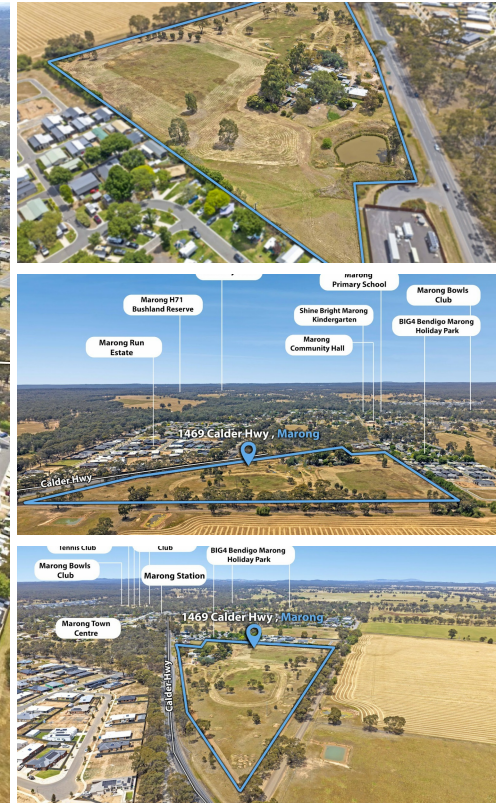 Marong
Primary School
Marong H71
Bushland Reserve
Marong Bowls
Club
Shine Bright Marong
Kindergarten
BIG4 Bendigo Marong
Holiday Park
Marong
Community Hall
Marong Run
Estate
1469 Calder Hwy , Marong
Calder Hwy
Tennis Club
Club
BIG4 Bendigo Marong
Holiday Park
Marong Bowls
Club
Marong Station
Marong Town
Centre
1469 Calder Hwy , Marong
Calder Hwy